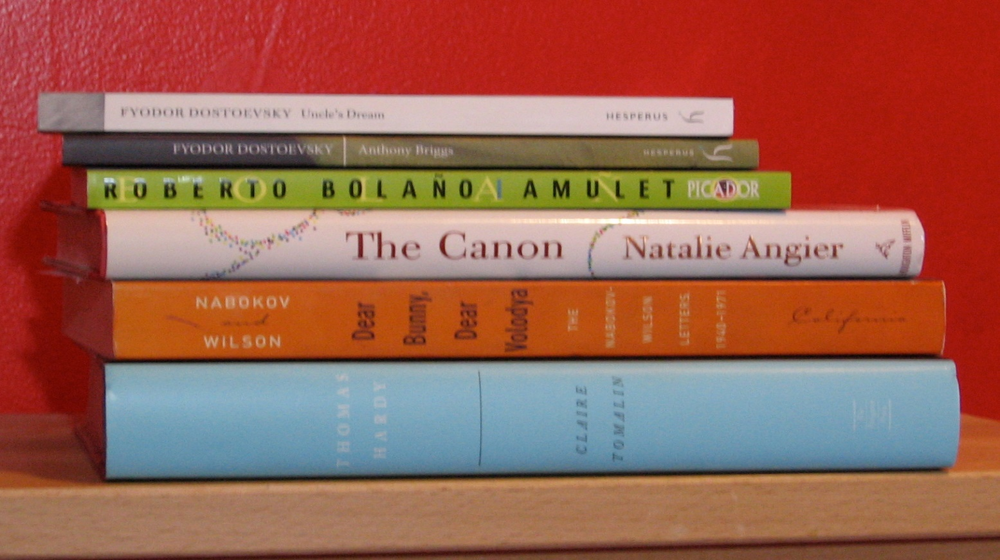 FYODOR DOSTOEVSKY Uncle's Dream HESPERUS
FYODOR DOSTOEVSKY Anthony Briggs HESPERUS
ROBERTO BOLAÑO AMULET PICADOR
The Canon Natalie Angier HOUGHTON MIFFLIN
NABOKOV
and
WILSON
Dear
Bunny,
Dear
Volodya
THE
NABOKOV-
WILSON
LETTERS,
1940-1971
California
THOMAS
HARDY
CLAIRE
TOMALIN